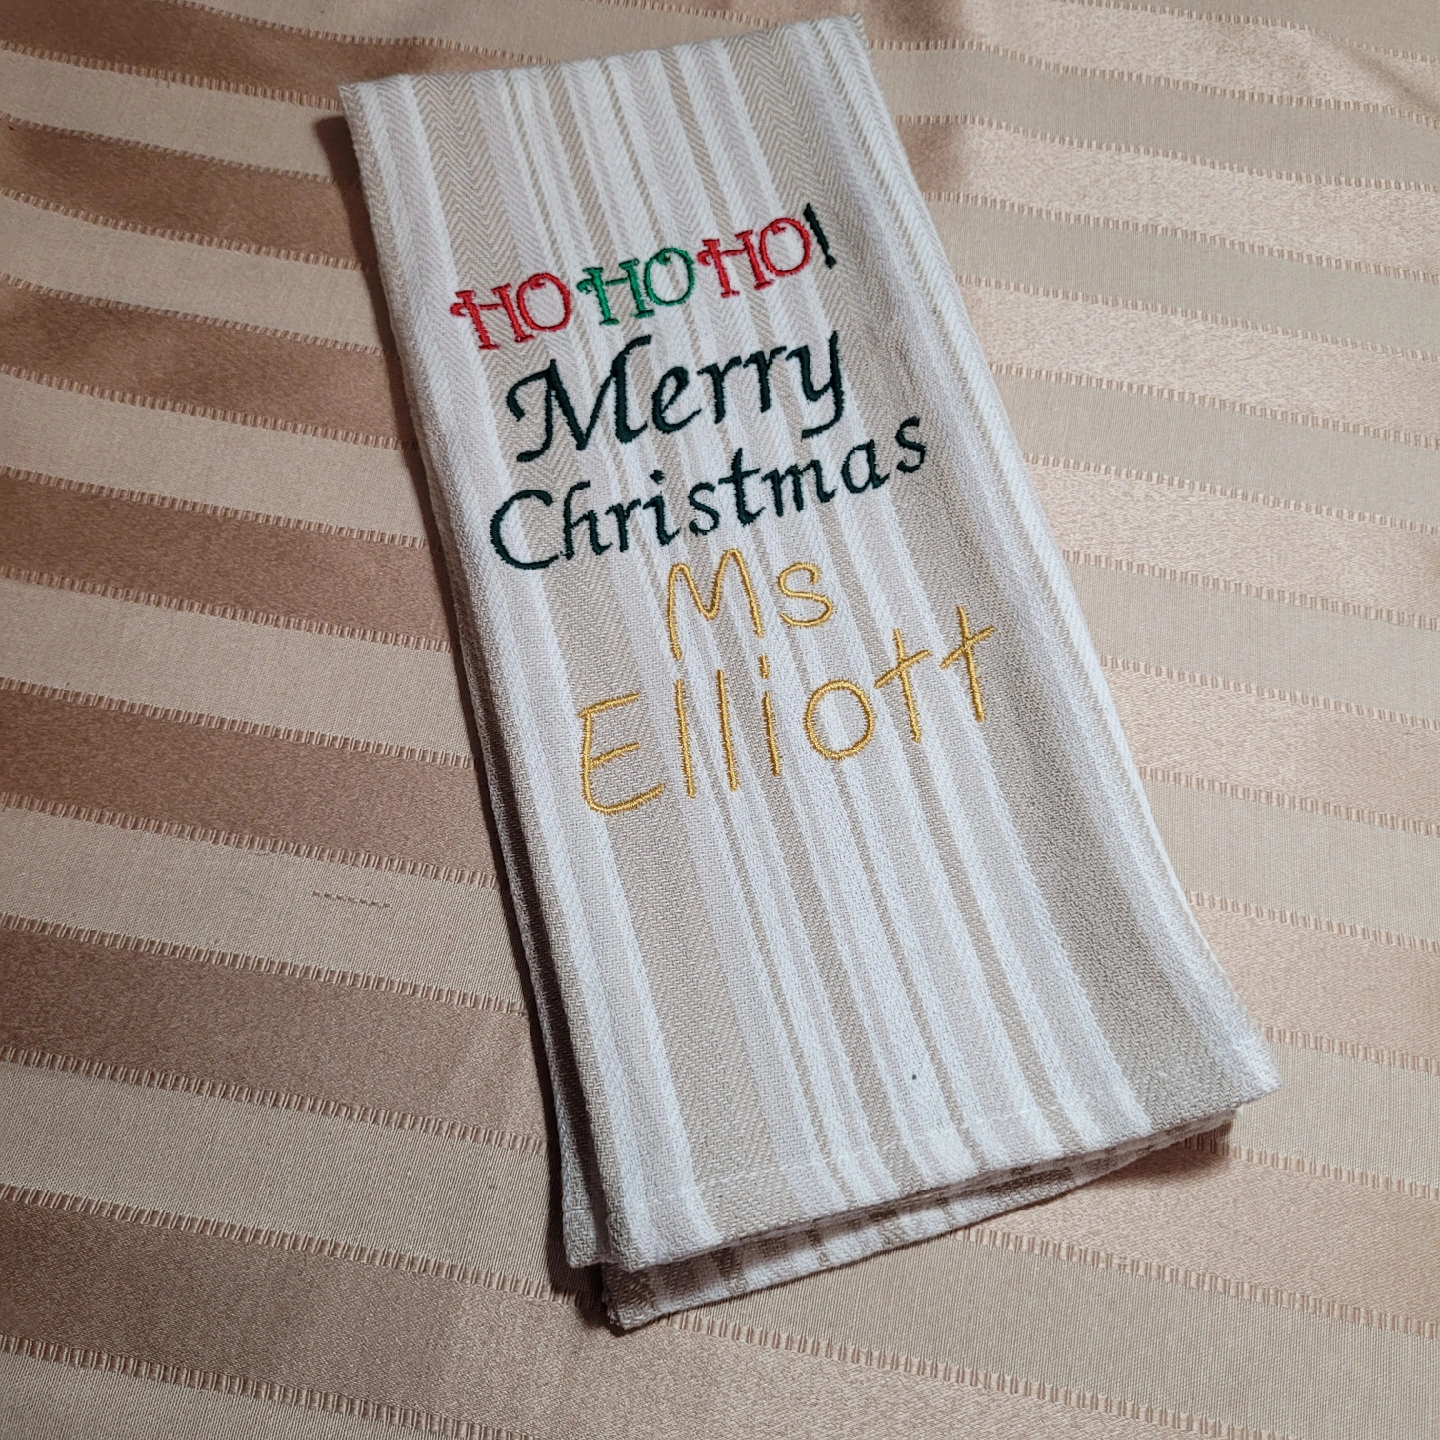 HO HO HO!
Merry
Christmas
Ms
Elliott